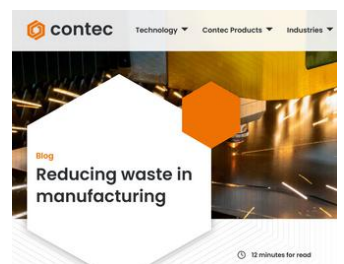 contec
Technology Contec Products Industries
Blog
Reducing waste in
manufacturing
12 minutes for read